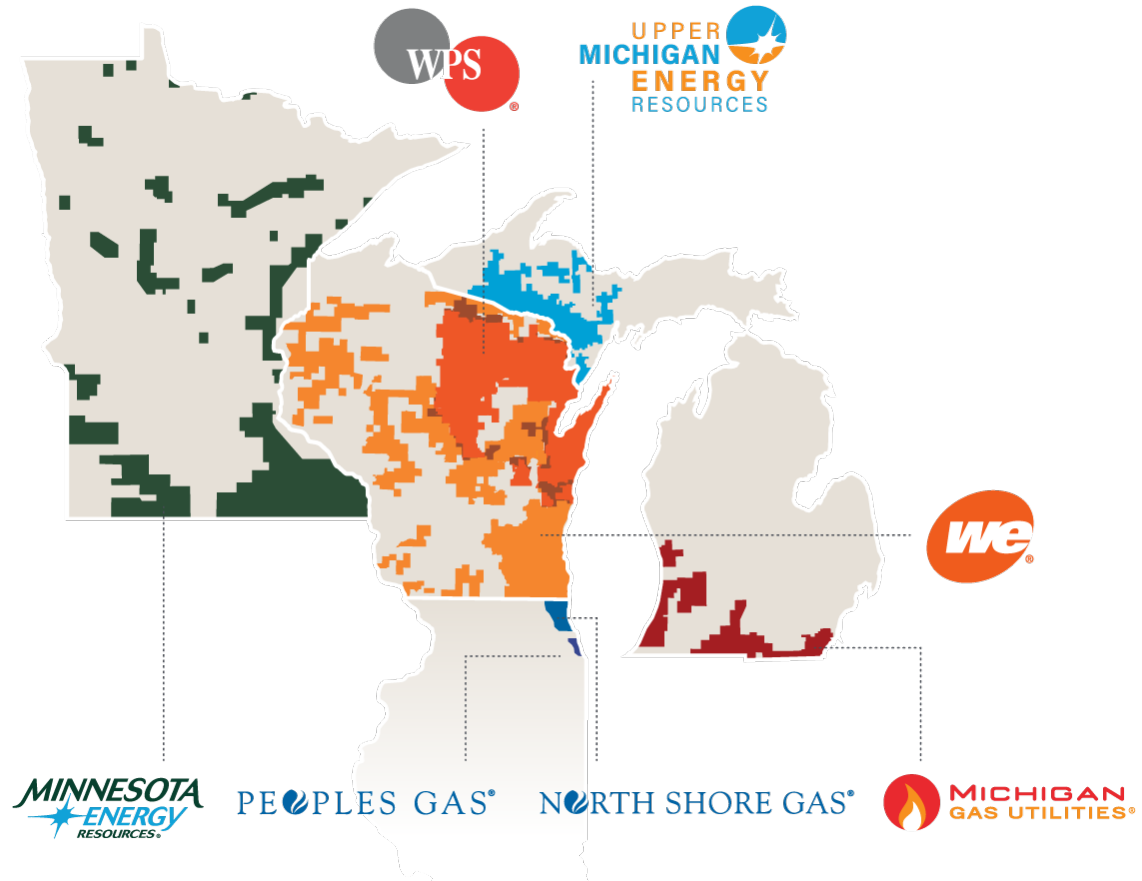 WPS®
UPPER
MICHIGAN
ENERGY
RESOURCES
we®
MINNESOTA
ENERGY
RESOURCES®
PEOPLES GAS®
NORTH SHORE GAS®
MICHIGAN
GAS UTILITIES®